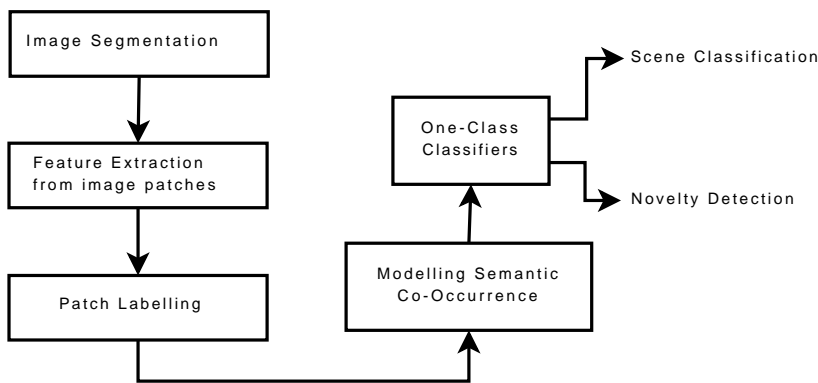 Image Segmentation
Feature Extraction
from image patches
Patch Labelling
Modelling Semantic
Co-Occurrence
One-Class
Classifiers
Scene Classification
Novelty Detection